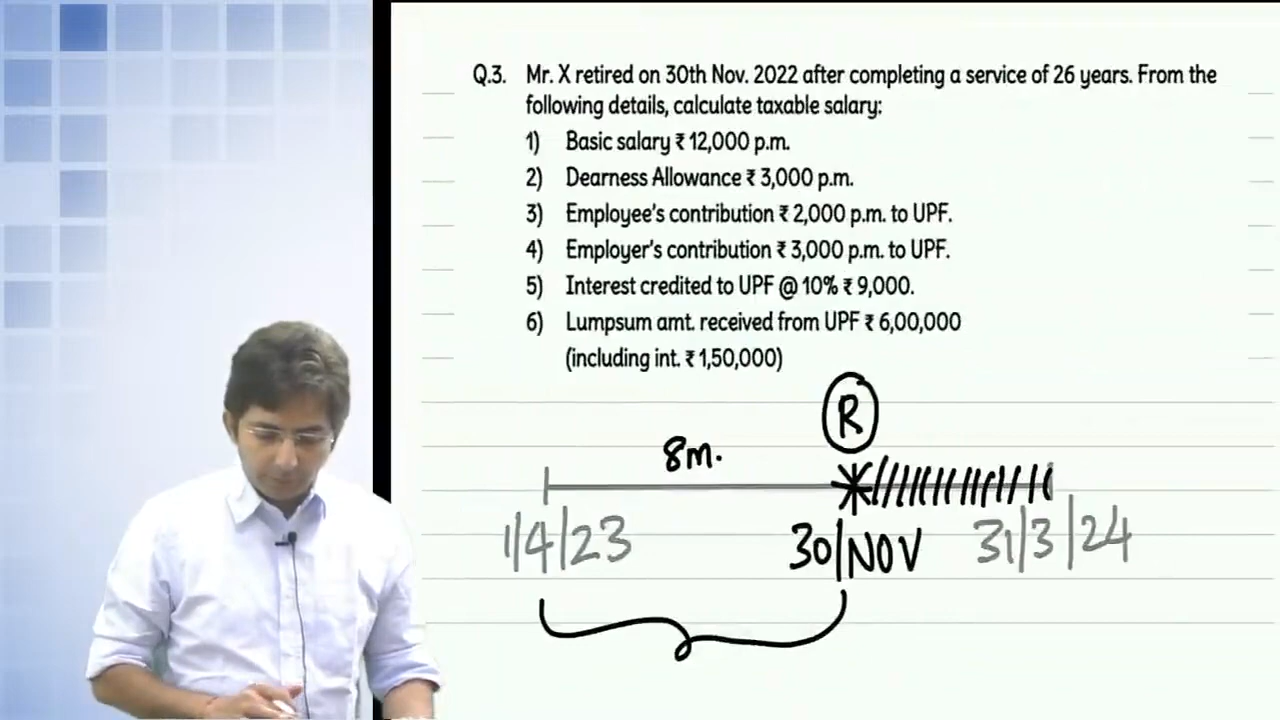 Q.3. Mr. X retired on 30th Nov. 2022 after completing a service of 26 years. From the
following details, calculate taxable salary:
1) Basic salary ₹ 12,000 p.m.
2) Dearness Allowance ₹ 3,000 p.m.
3) Employee's contribution ₹ 2,000 p.m. to UPF.
4) Employer's contribution ₹ 3,000 p.m. to UPF.
5) Interest credited to UPF @ 10% ₹ 9,000.
6) Lumpsum amt. received from UPF ₹ 6,00,000
(including int. ₹ 1,50,000)
R
8m.
1/4/23 30/NOV 31/3/24